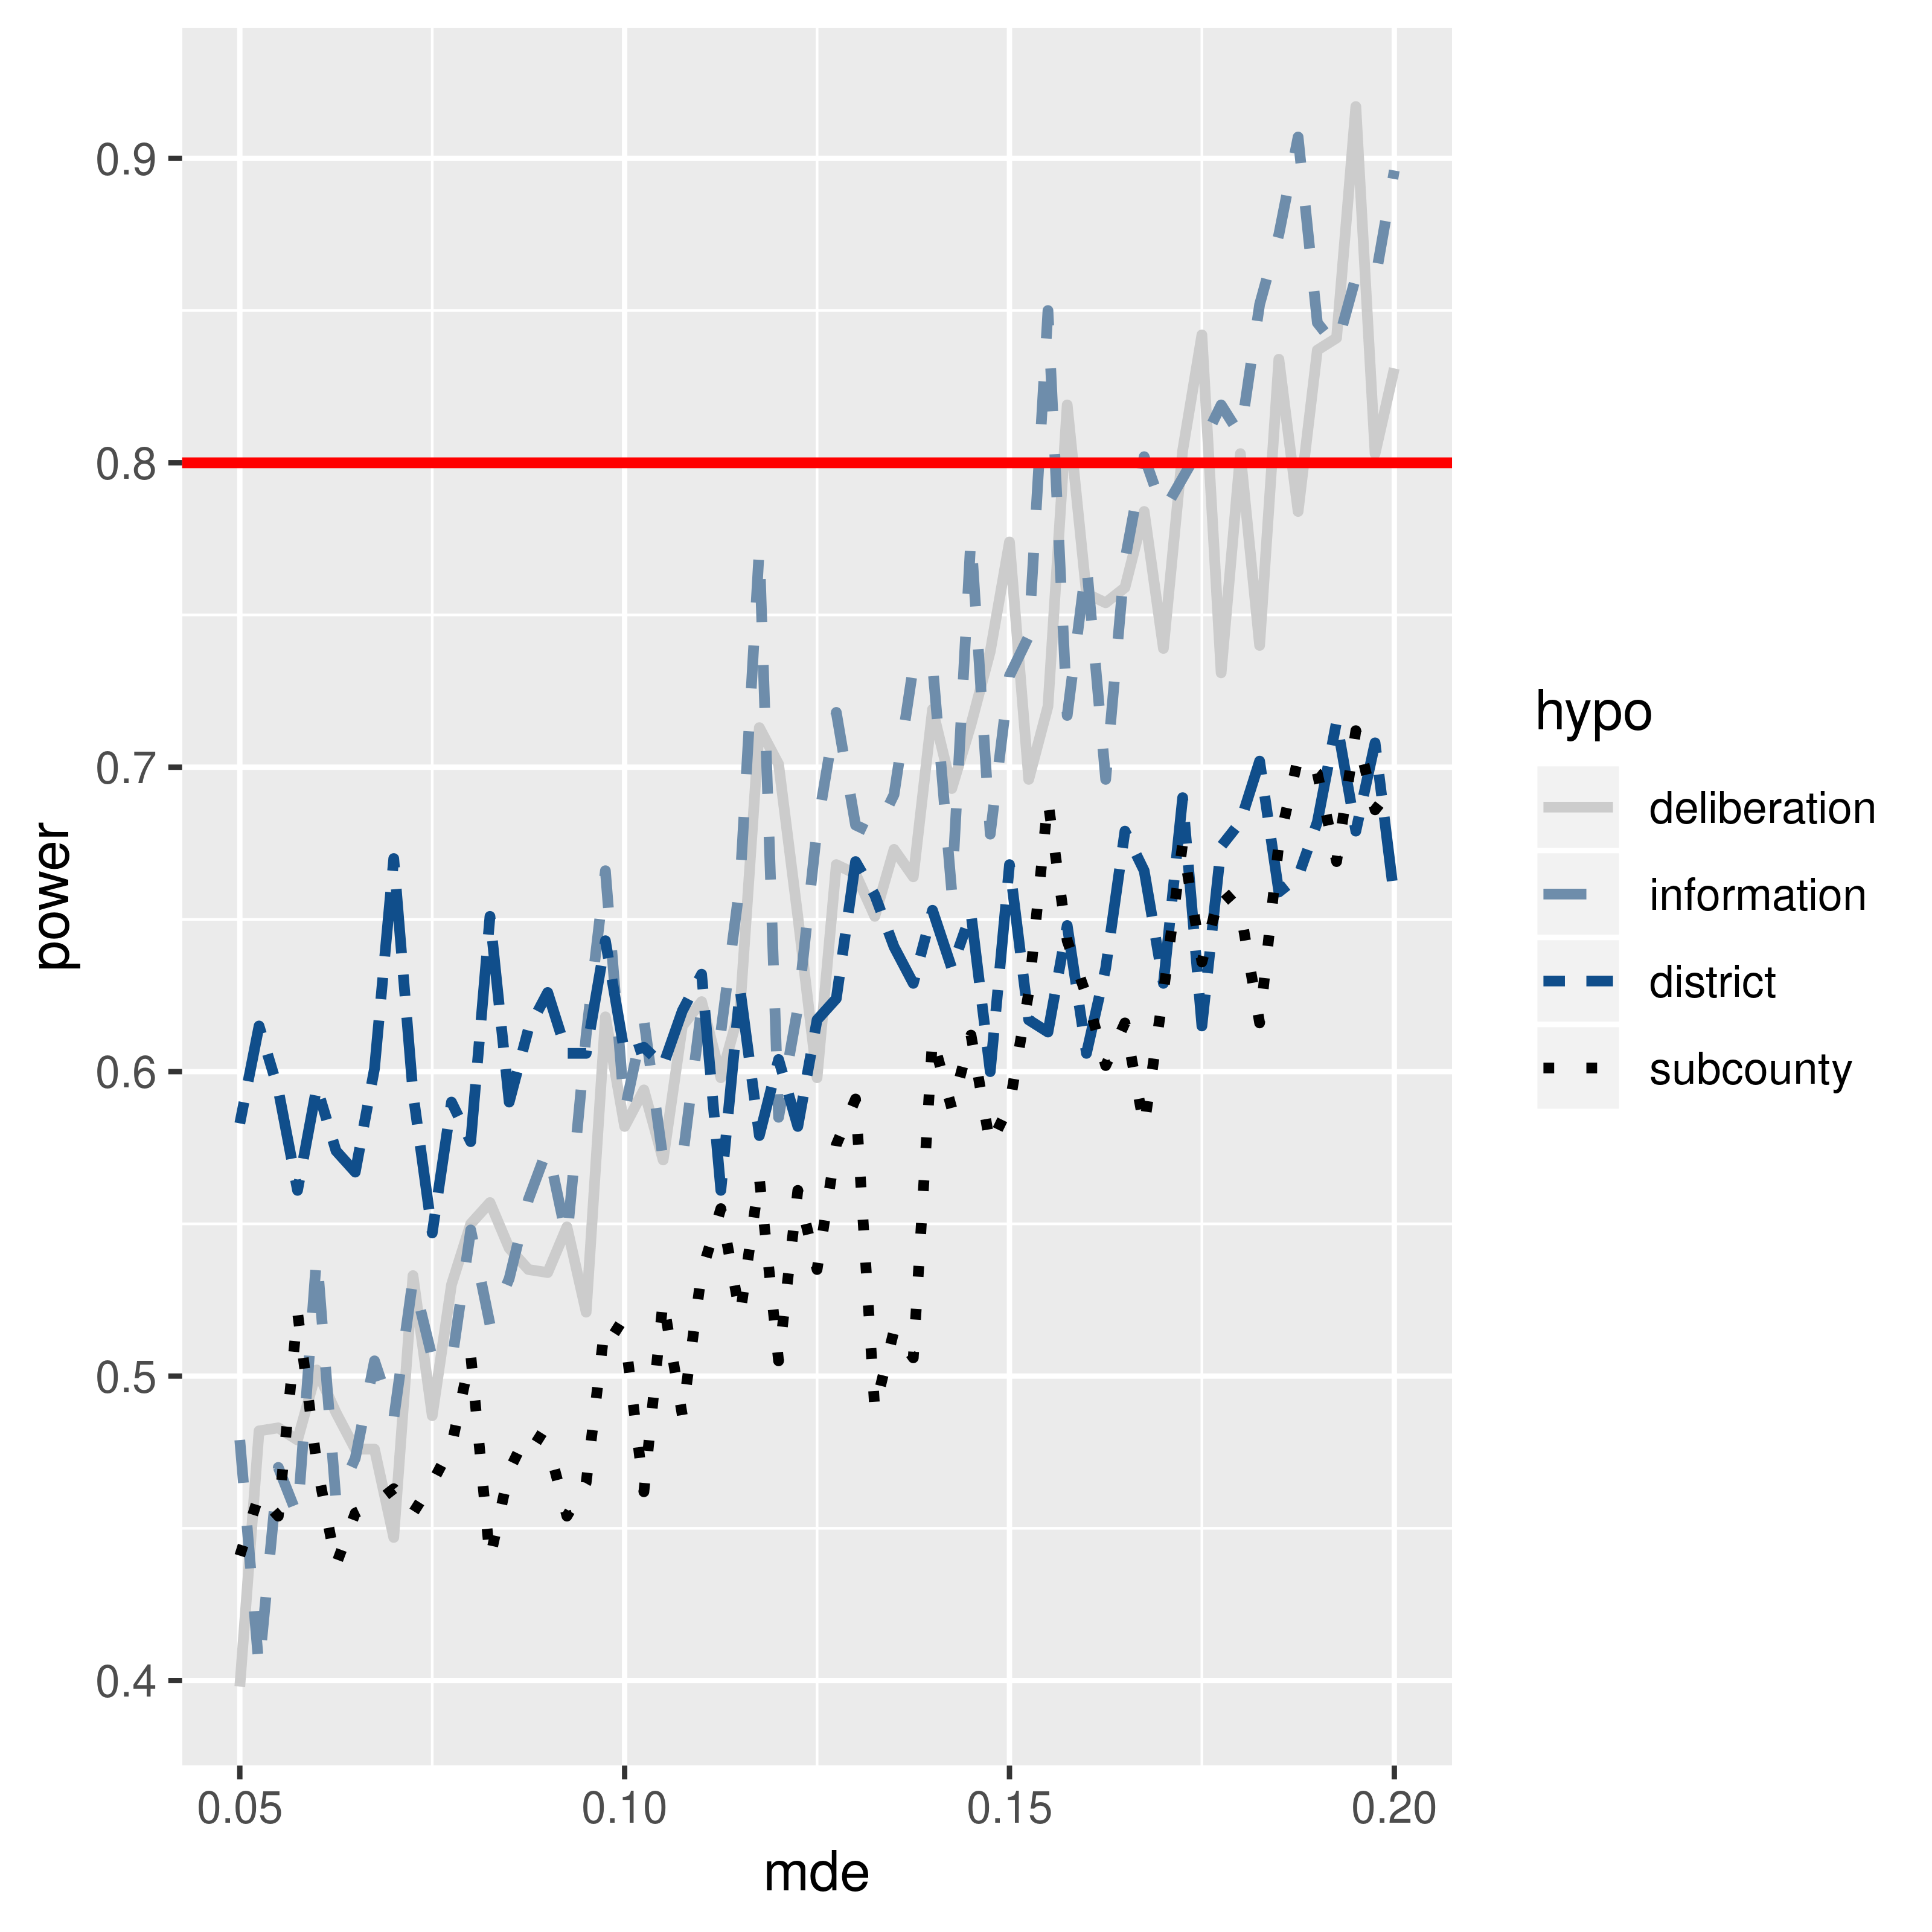 0.9
0.8
0.7
0.6
0.5
0.4
power
0.05 0.10 0.15 0.20
mde
hypo
deliberation
information
district
subcounty